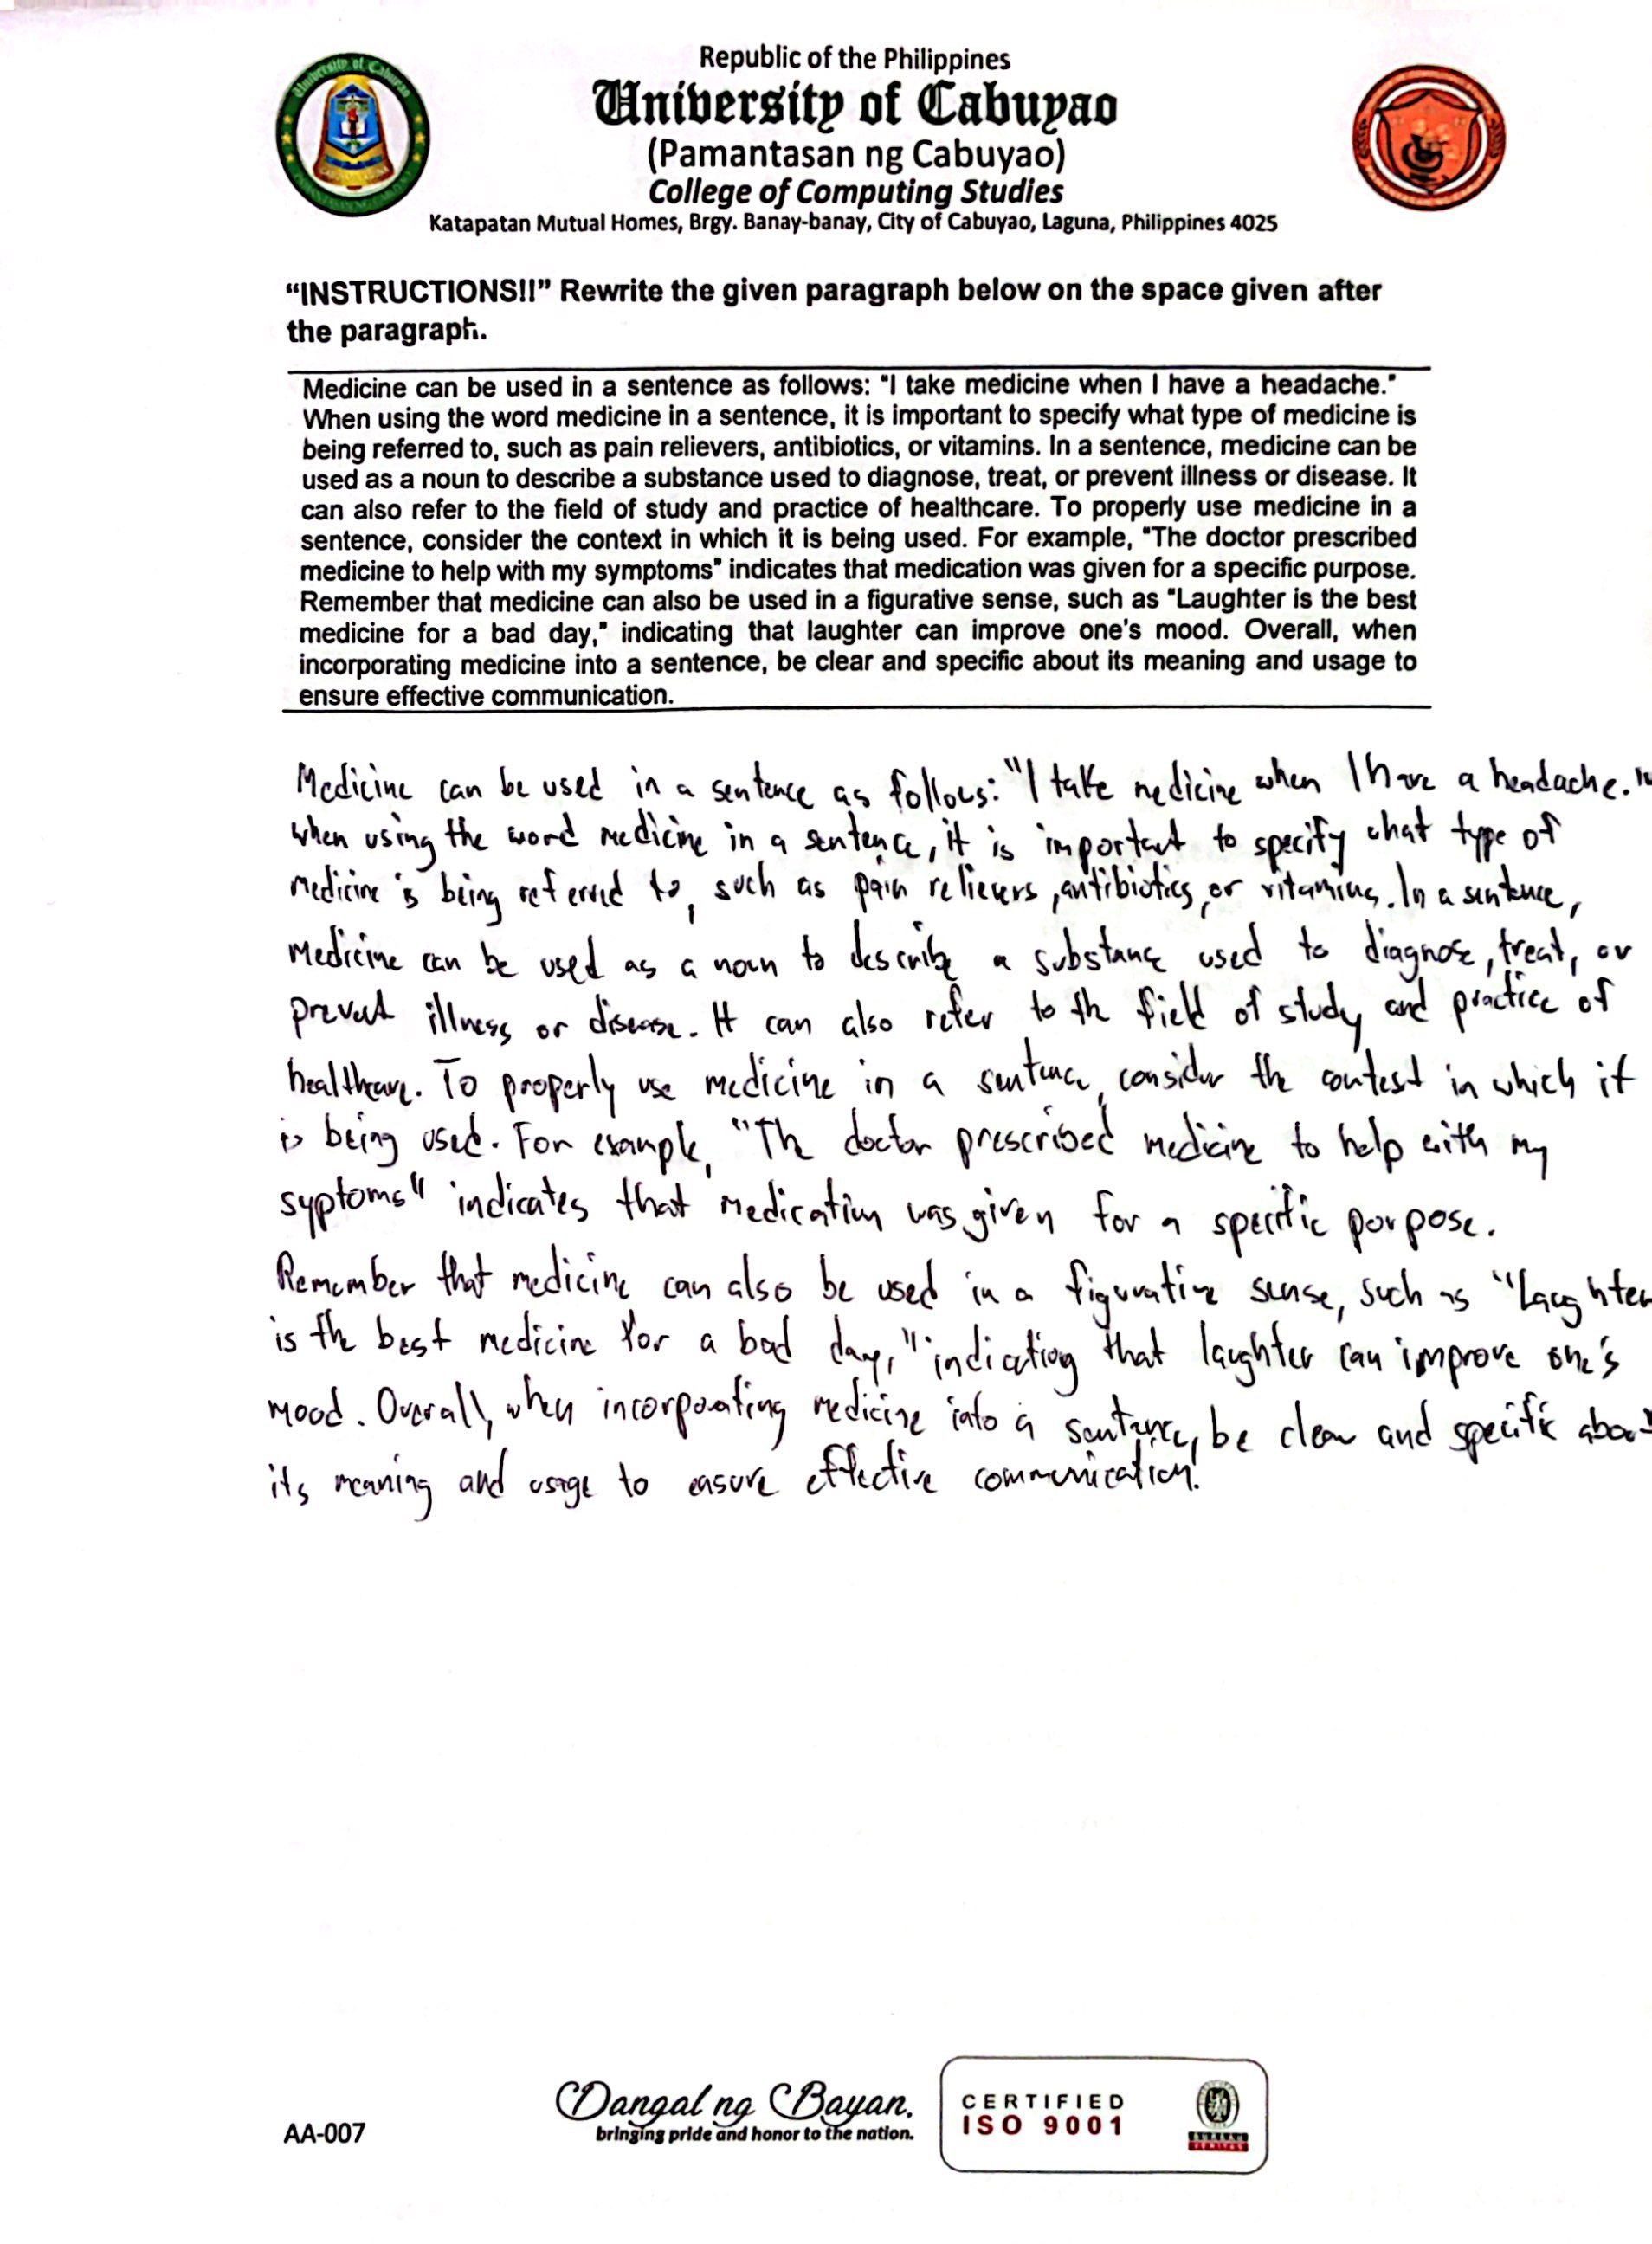 Republic of the Philippines
University of Cabuyao
(Pamantasan ng Cabuyao)
College of Computing Studies
Katapatan Mutual Homes, Brgy. Banay-banay, City of Cabuyao, Laguna, Philippines 4025
“INSTRUCTIONS!!” Rewrite the given paragraph below on the space given after
the paragraph.
Medicine can be used in a sentence as follows: "I take medicine when I have a headache."
When using the word medicine in a sentence, it is important to specify what type of medicine is
being referred to, such as pain relievers, antibiotics, or vitamins. In a sentence, medicine can be
used as a noun to describe a substance used to diagnose, treat, or prevent illness or disease. It
can also refer to the field of study and practice of healthcare. To properly use medicine in a
sentence, consider the context in which it is being used. For example, "The doctor prescribed
medicine to help with my symptoms" indicates that medication was given for a specific purpose.
Remember that medicine can also be used in a figurative sense, such as "Laughter is the best
medicine for a bad day," indicating that laughter can improve one's mood. Overall, when
incorporating medicine into a sentence, be clear and specific about its meaning and usage to
ensure effective communication.
Medicine can be used in a sentence as follows: "I take medicine when I have a headache."
when using the word medicine in a sentence, it is important to specify what type of
medicine is being referred to, such as pain relievers, antibiotics, or vitamins. In a sentence,
medicine can be used as a noun to describe a substance used to diagnose, treat, or
prevent illness or disease. It can also refer to th field of study and practice of
healthcare. To properly use medicine in a sentence, consider the contest in which it
is being used. For example, "Th doctor prescribed medicine to help with my
syptoms" indicates that medication was given for a specific porpose.
Remember that medicine can also be used in a figurative sense, such as "Laughter
is the best medicine for a bad day," indicating that laughter can improve one's
mood. Overall, when incorporating medicine into a sentence, be clear and specific about
its meaning and usage to ensure effective communication.
AA-007
Dangal ng Bayan.
bringing pride and honor to the nation.
CERTIFIED
ISO 9001
BUREAU
VERITAS